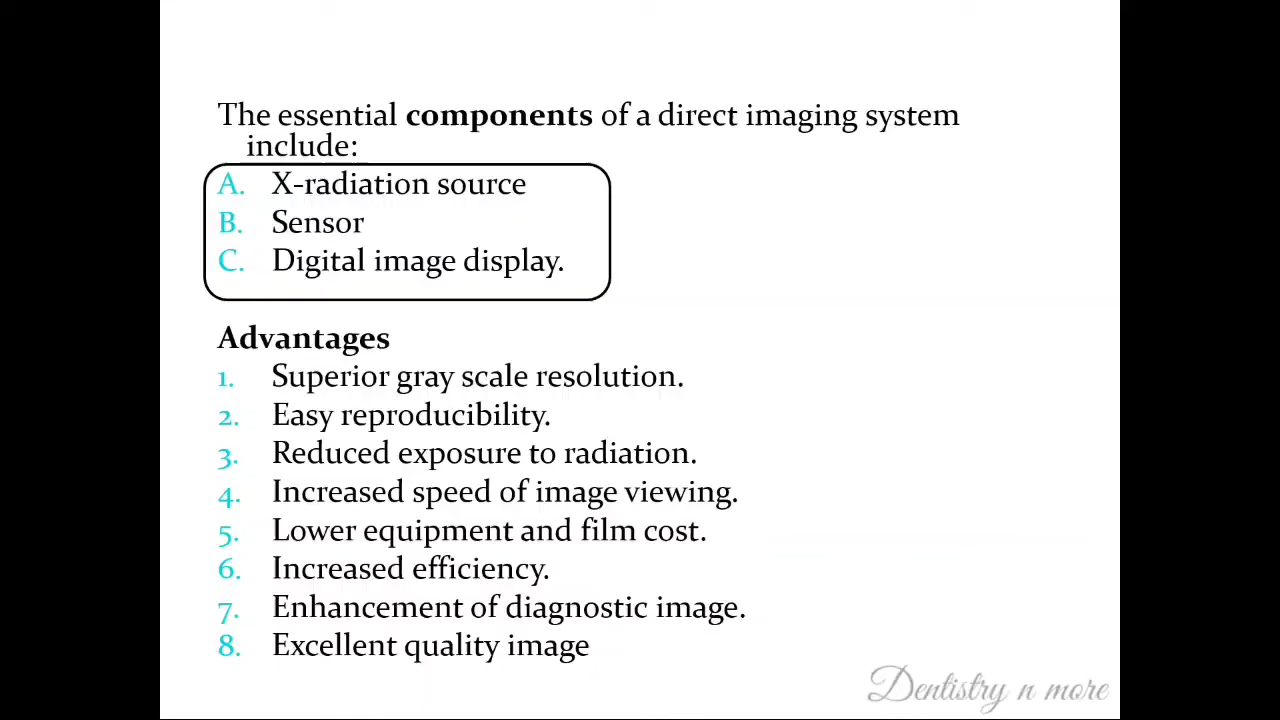 The essential components of a direct imaging system
include:
A. X-radiation source
B. Sensor
C. Digital image display.
Advantages
1. Superior gray scale resolution.
2. Easy reproducibility.
3. Reduced exposure to radiation.
4. Increased speed of image viewing.
5. Lower equipment and film cost.
6. Increased efficiency.
7. Enhancement of diagnostic image.
8. Excellent quality image
Dentistry n more